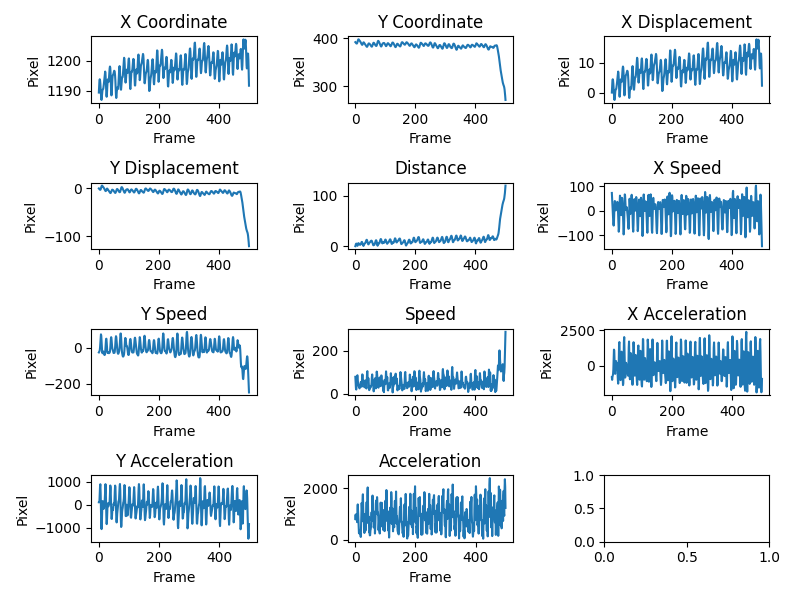 X Coordinate
1200
1190
Pixel
0
200
400
Frame
Y Coordinate
400
300
Pixel
0
200
400
Frame
X Displacement
10
0
Pixel
0
200
400
Frame
Y Displacement
0
−100
Pixel
0
200
400
Frame
Distance
100
0
Pixel
0
200
400
Frame
X Speed
100
0
−100
Pixel
0
200
400
Frame
Y Speed
0
−200
Pixel
0
200
400
Frame
Speed
200
0
Pixel
0
200
400
Frame
X Acceleration
2500
0
Pixel
0
200
400
Frame
Y Acceleration
1000
0
−1000
Pixel
0
200
400
Frame
Acceleration
2000
0
Pixel
0
200
400
Frame
1.0
0.5
0.0
0.0
0.5
1.0